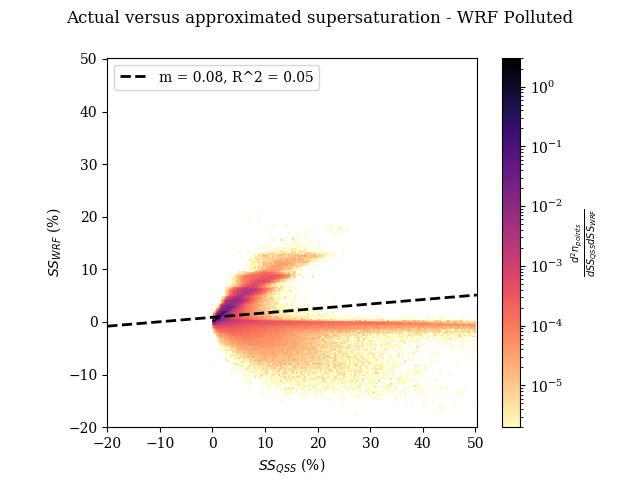 Actual versus approximated supersaturation - WRF Polluted
m = 0.08, R^2 = 0.05
50
40
30
20
10
0
−10
−20
SS_WRF (%)
−20 −10 0 10 20 30 40 50
SS_QSS (%)
10^0
10^−1
10^−2
10^−3
10^−4
10^−5
d^2 n_points
dSS_QSS dSS_WRF